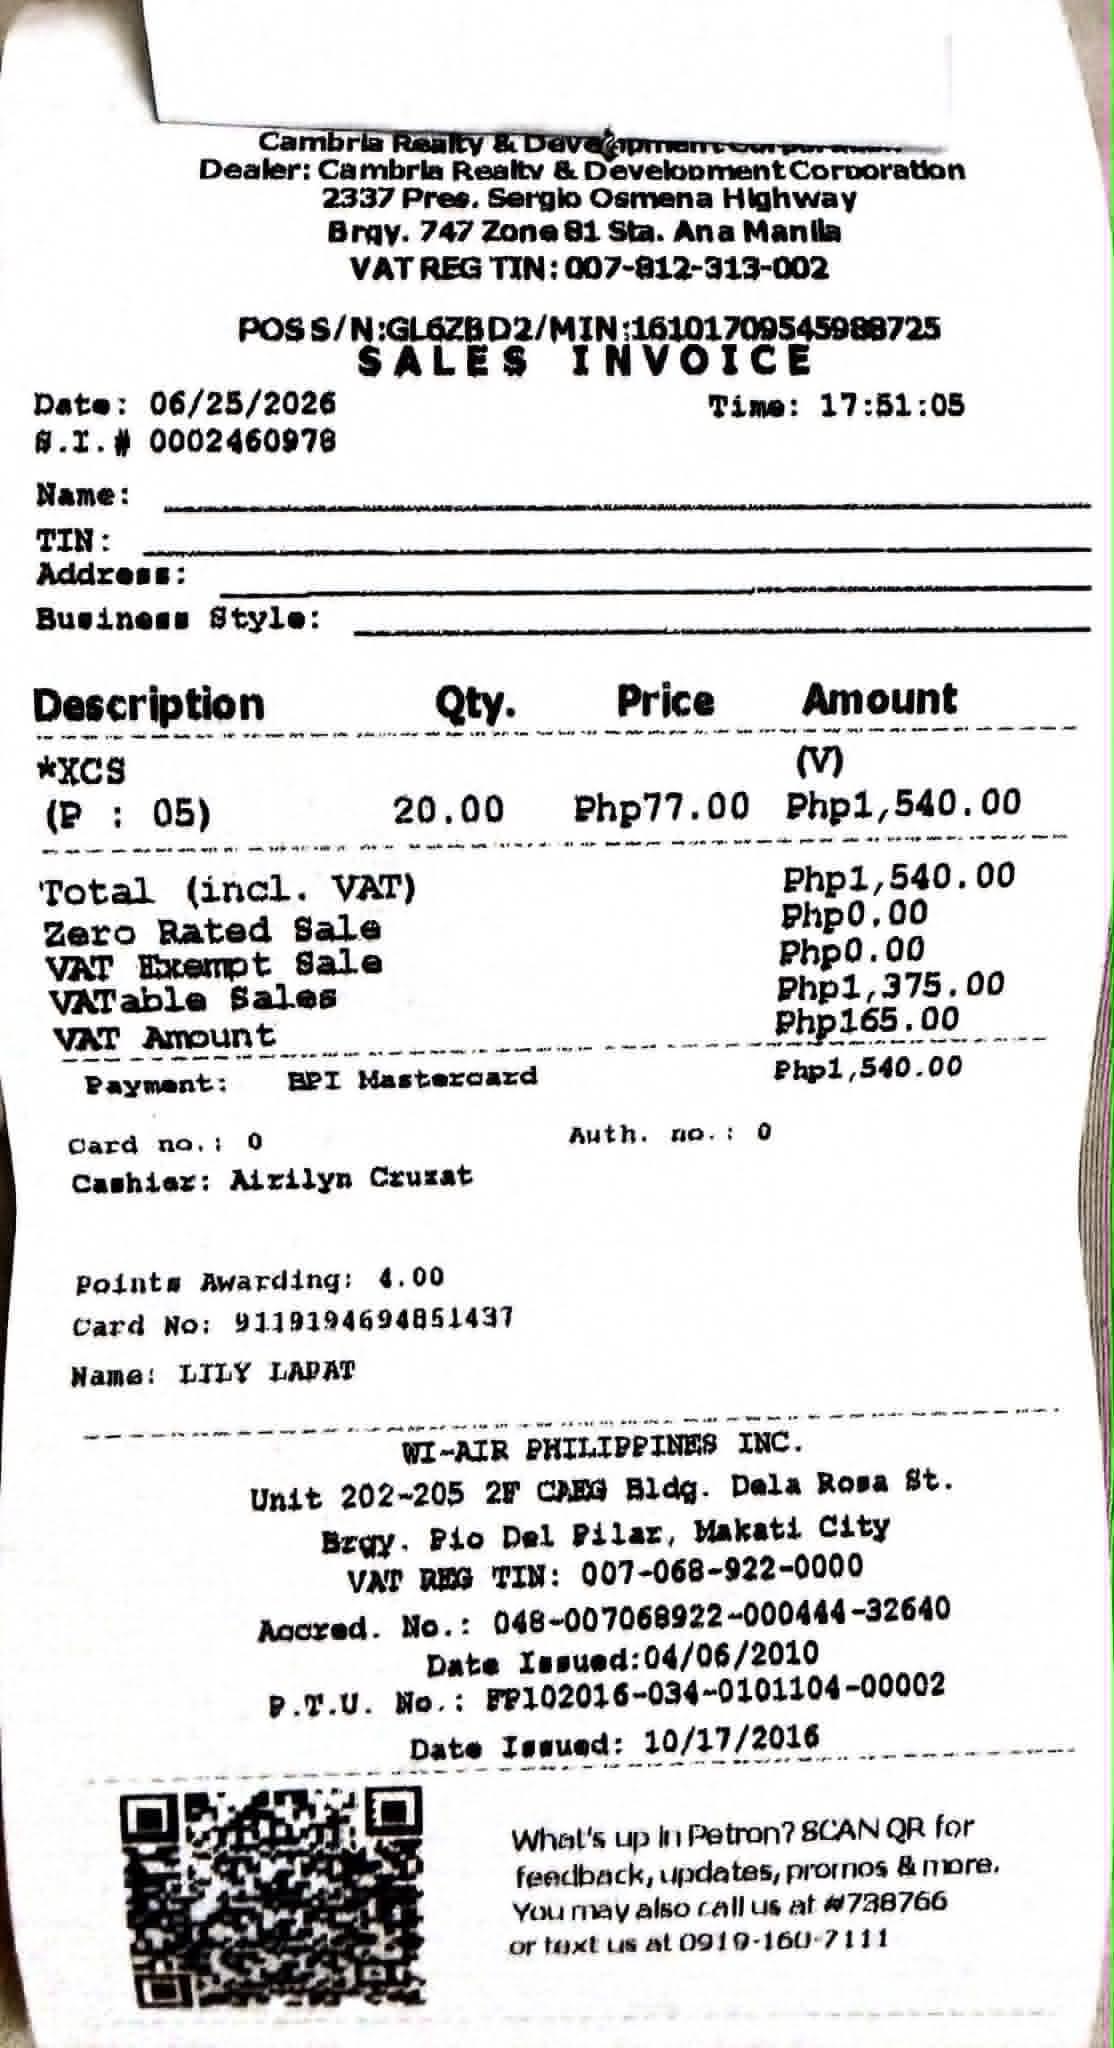 Cambria Realty & Development Corporation
Dealer: Cambria Realty & Development Corporation
2337 Pres. Sergio Osmena Highway
Brgy. 747 Zone 81 Sta. Ana Manila
VAT REG TIN: 007-812-313-002
POS S/N:GL6ZBD2/MIN:16101709545988725
SALES INVOICE
Date: 06/25/2026 Time: 17:51:05
S.I.# 0002460978
Name:
TIN:
Address:
Business Style:
Description Qty. Price Amount
*XCS (V)
(P : 05) 20.00 Php77.00 Php1,540.00
Total (incl. VAT) Php1,540.00
Zero Rated Sale Php0.00
VAT Exempt Sale Php0.00
VATable Sales Php1,375.00
VAT Amount Php165.00
Payment: BPI Mastercard Php1,540.00
Card no.: 0 Auth. no.: 0
Cashier: Airilyn Cruzat
Points Awarding: 4.00
Card No: 9119194694851437
Name: LILY LAPAT
WI-AIR PHILIPPINES INC.
Unit 202-205 2F CAEG Bldg. Dela Rosa St.
Brgy. Pio Del Pilar, Makati City
VAT REG TIN: 007-068-922-0000
Accred. No.: 048-007068922-000444-32640
Date Issued:04/06/2010
P.T.U. No.: FP102016-034-0101104-00002
Date Issued: 10/17/2016
What's up in Petron? SCAN QR for
feedback, updates, promos & more.
You may also call us at #738766
or text us at 0919-160-7111